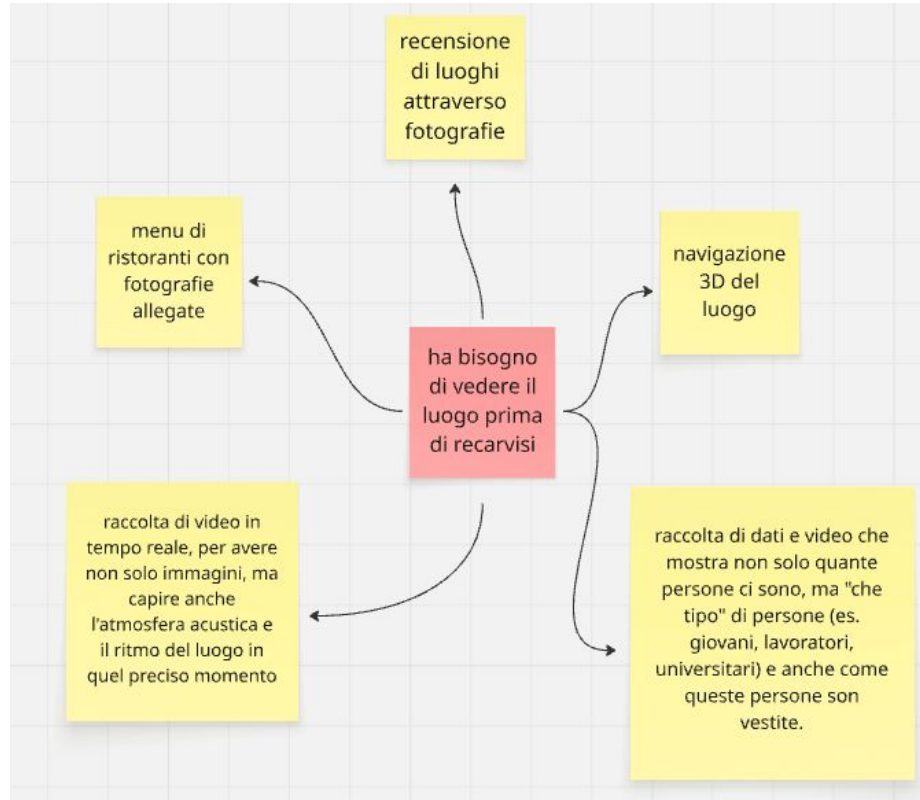 recensione
di luoghi
attraverso
fotografie
menu di
ristoranti con
fotografie
allegate
navigazione
3D del
luogo
ha bisogno
di vedere il
luogo prima
di recarvisi
raccolta di video in
tempo reale, per avere
non solo immagini, ma
capire anche
l'atmosfera acustica e
il ritmo del luogo in
quel preciso momento
raccolta di dati e video che
mostra non solo quante
persone ci sono, ma "che
tipo" di persone (es.
giovani, lavoratori,
universitari) e anche come
queste persone son
vestite.